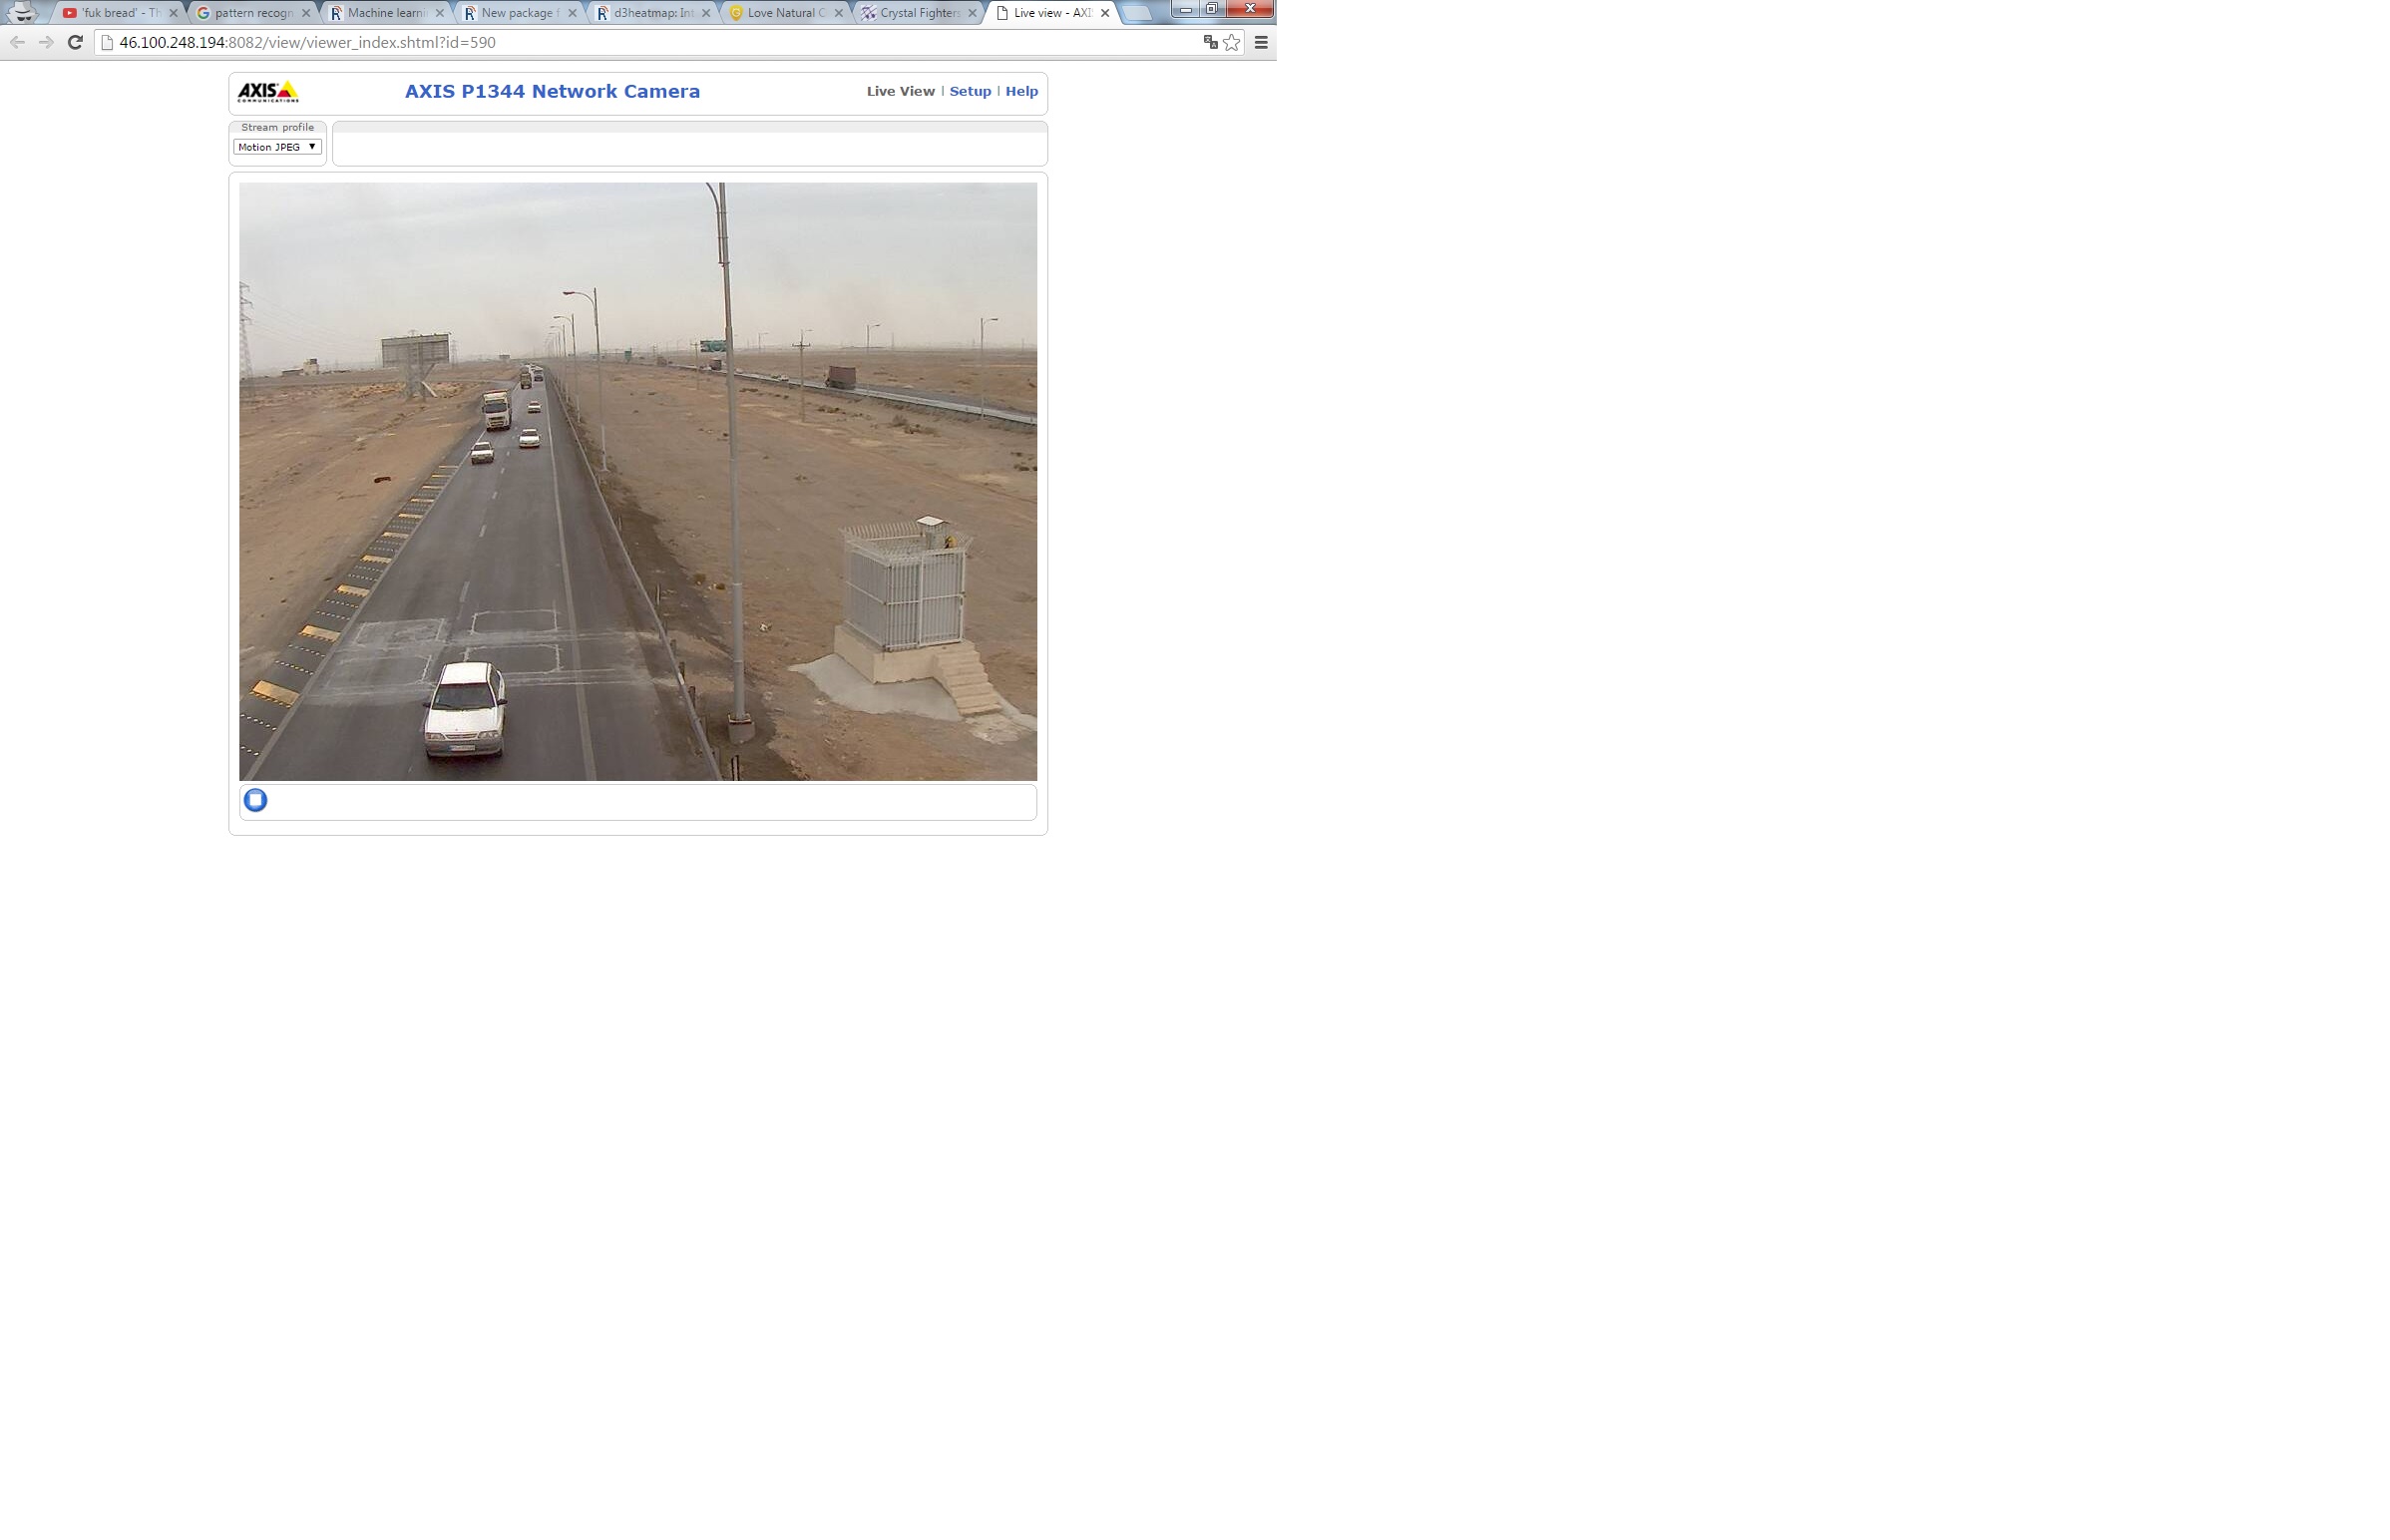 'fuk bread' - Th
pattern recogn
Machine learni
New package f
d3heatmap: Int
Love Natural C
Crystal Fighters
Live view - AXI
46.100.248.194:8082/view/viewer_index.shtml?id=590
AXIS
COMMUNICATIONS
AXIS P1344 Network Camera
Live View | Setup | Help
Stream profile
Motion JPEG